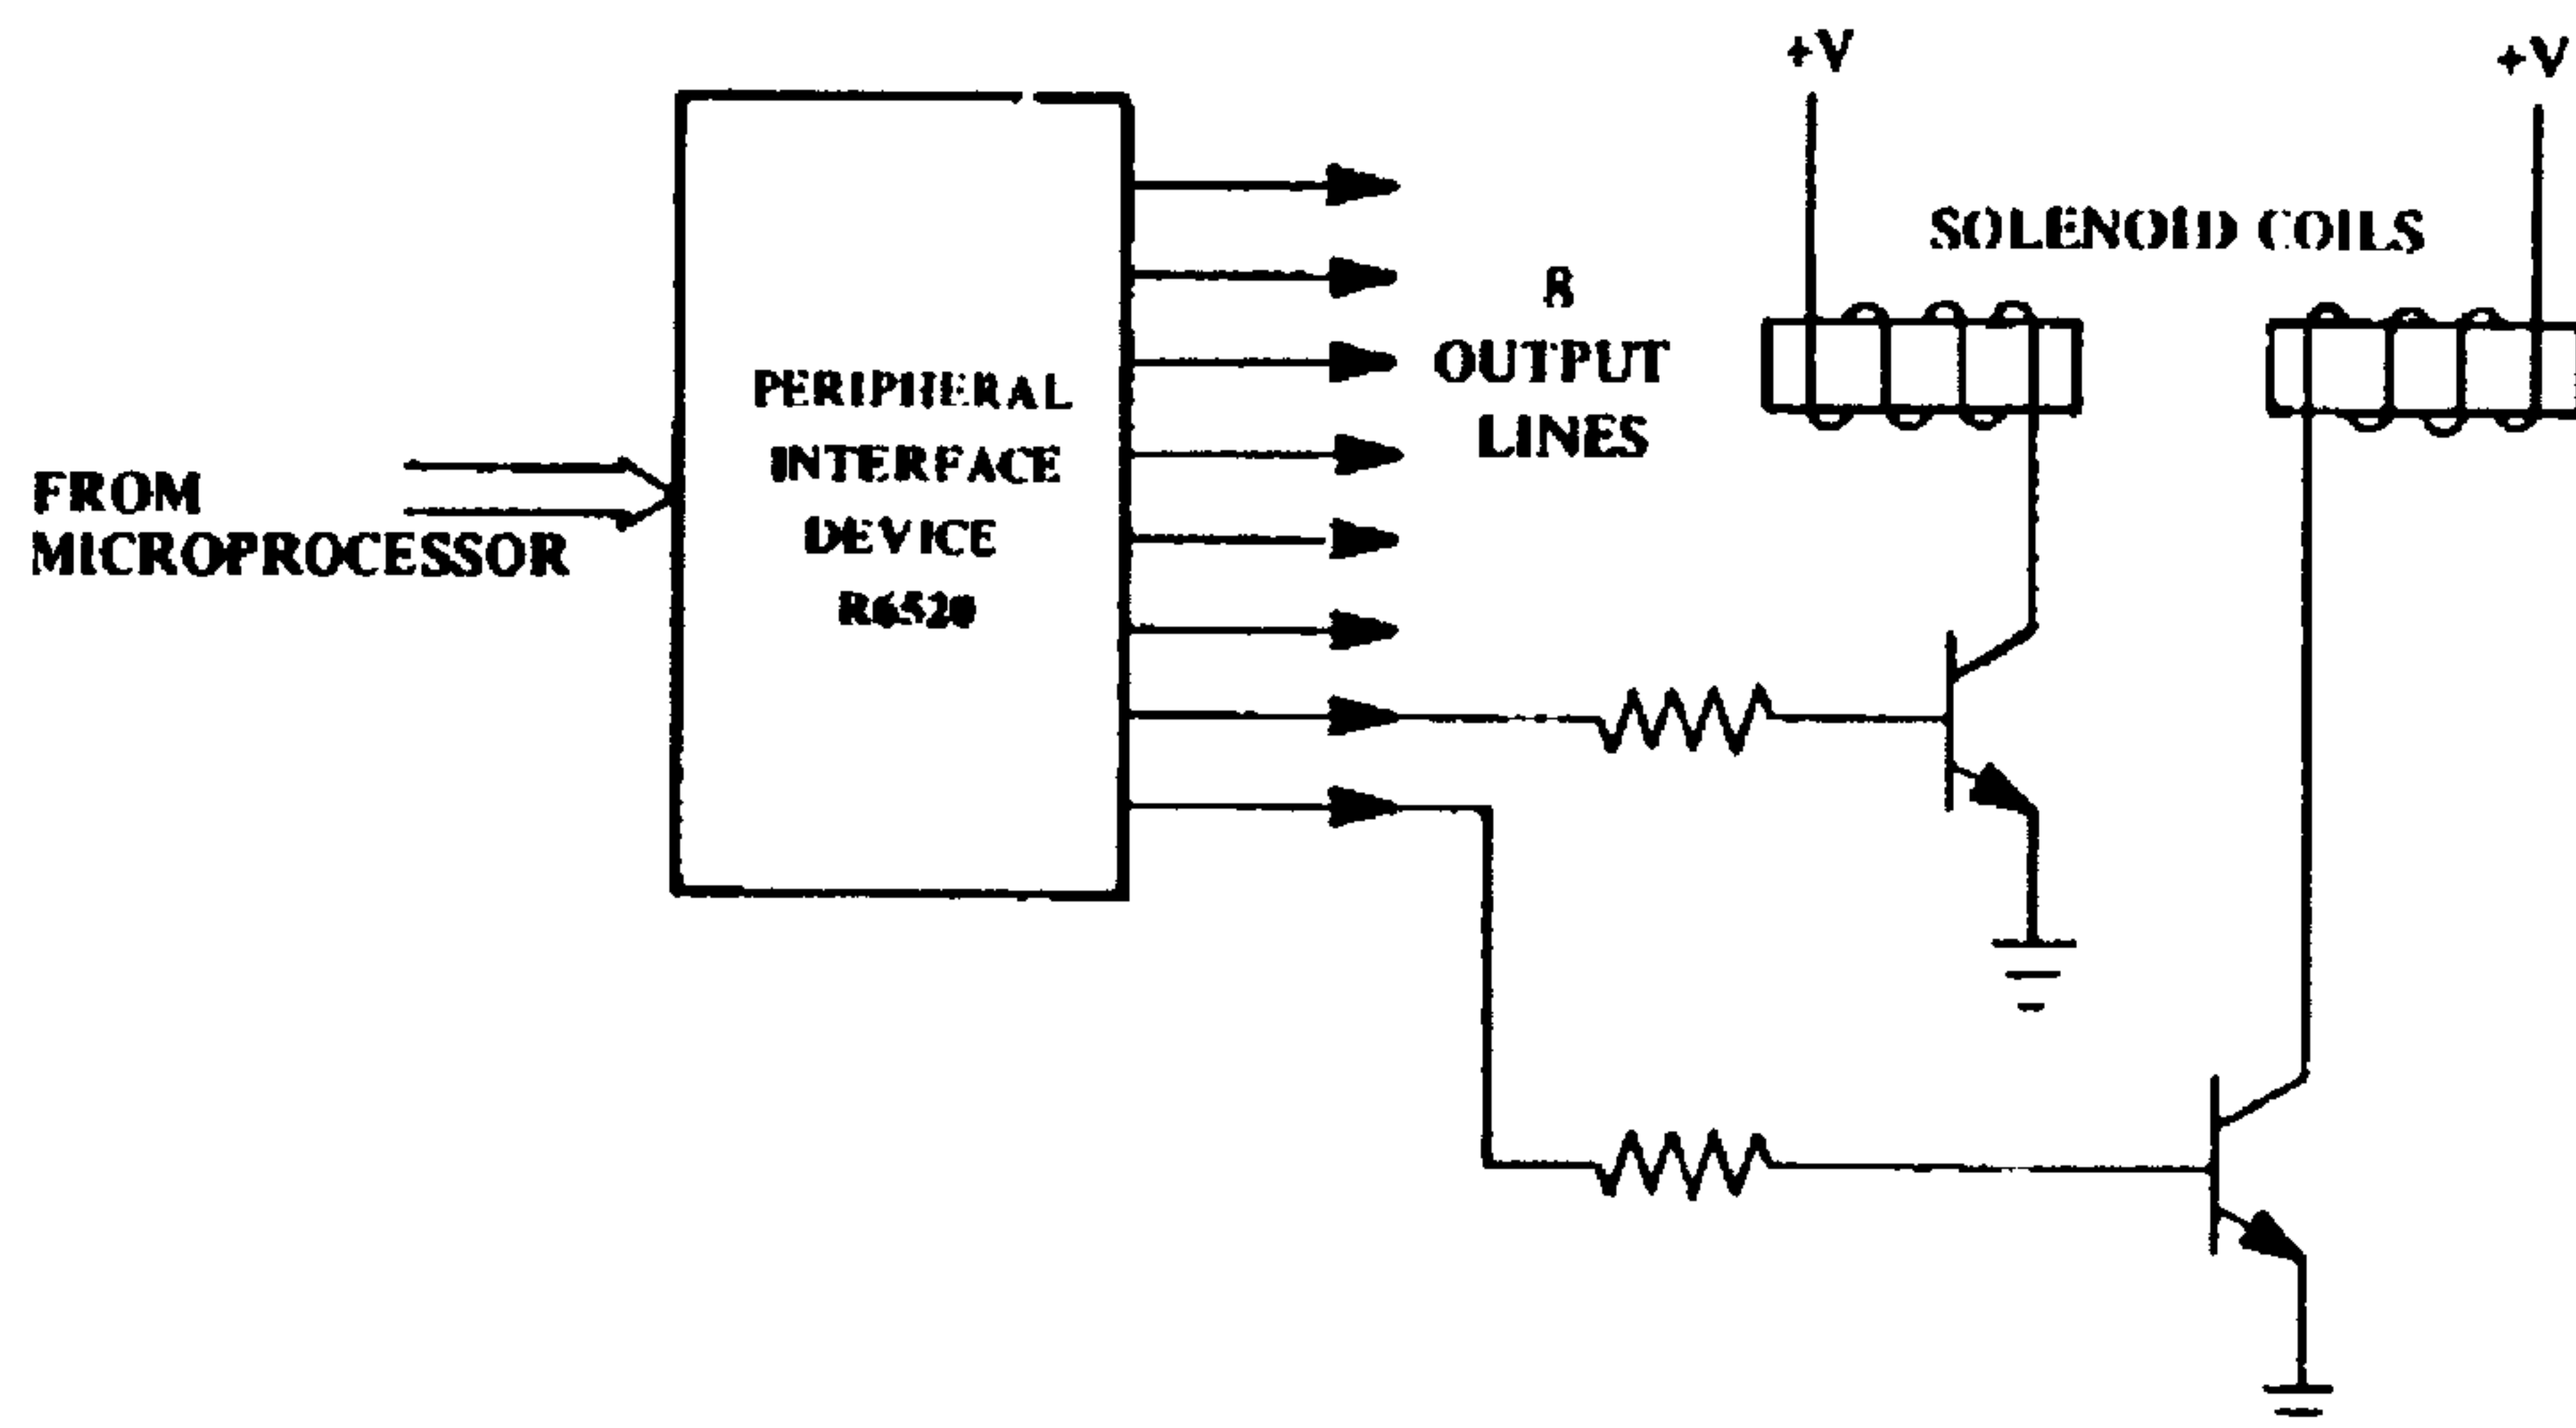 +V
+V
SOLENOID COILS
8
OUTPUT
LINES
PERIPHERAL
INTERFACE
DEVICE
R6520
FROM
MICROPROCESSOR